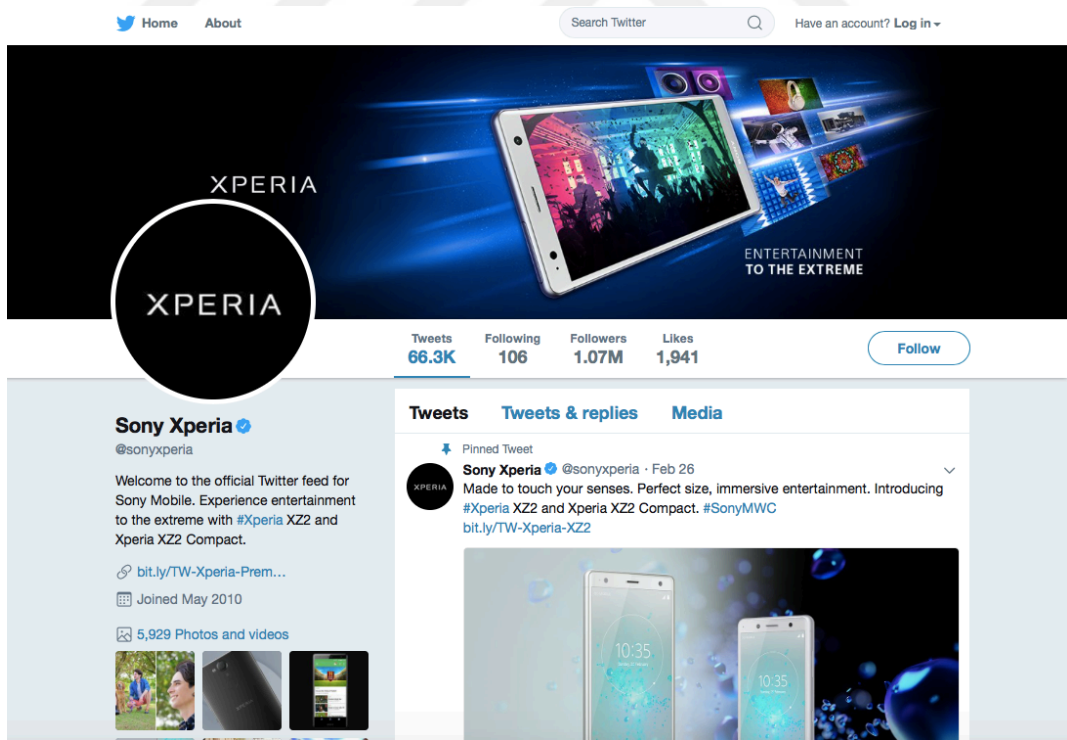 Home About Search Twitter Have an account? Log in
XPERIA
ENTERTAINMENT
TO THE EXTREME
XPERIA
Tweets Following Followers Likes
66.3K 106 1.07M 1,941
Follow
Sony Xperia
@sonyxperia
Welcome to the official Twitter feed for
Sony Mobile. Experience entertainment
to the extreme with #Xperia XZ2 and
Xperia XZ2 Compact.
bit.ly/TW-Xperia-Prem...
Joined May 2010
5,929 Photos and videos
Tweets Tweets & replies Media
Pinned Tweet
XPERIA
Sony Xperia @sonyxperia · Feb 26
Made to touch your senses. Perfect size, immersive entertainment. Introducing
#Xperia XZ2 and Xperia XZ2 Compact. #SonyMWC
bit.ly/TW-Xperia-XZ2
10:35
10:35